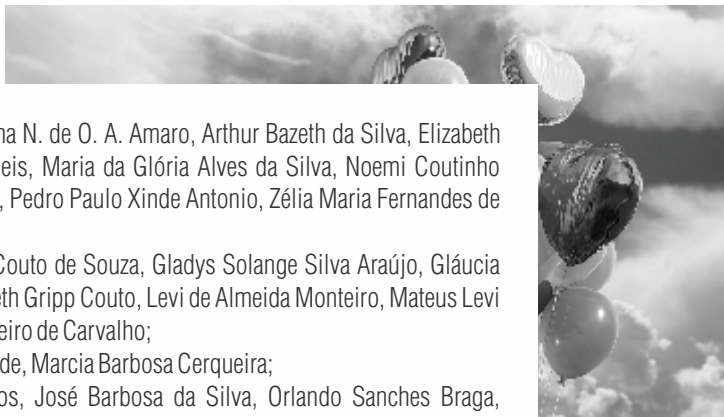 na N. de O. A. Amaro, Arthur Bazeth da Silva, Elizabeth
eis, Maria da Glória Alves da Silva, Noemi Coutinho
, Pedro Paulo Xinde Antonio, Zélia Maria Fernandes de
Couto de Souza, Gladys Solange Silva Araújo, Gláucia
eth Gripp Couto, Levi de Almeida Monteiro, Mateus Levi
eiro de Carvalho;
de, Marcia Barbosa Cerqueira;
os, José Barbosa da Silva, Orlando Sanches Braga,